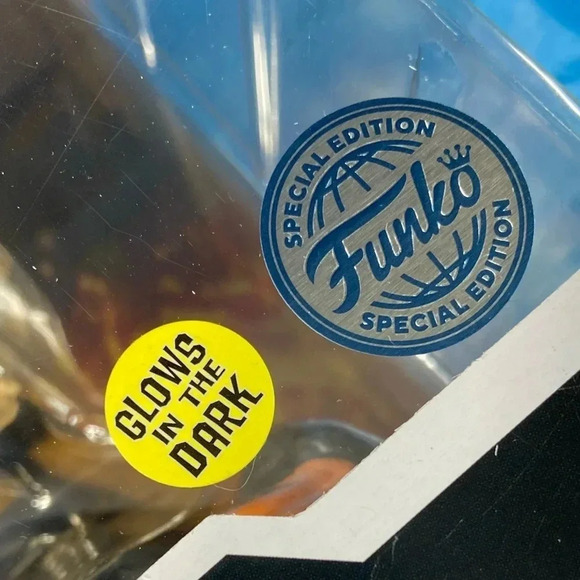 SPECIAL EDITION
Funko
SPECIAL EDITION
GLOWS
IN THE
DARK